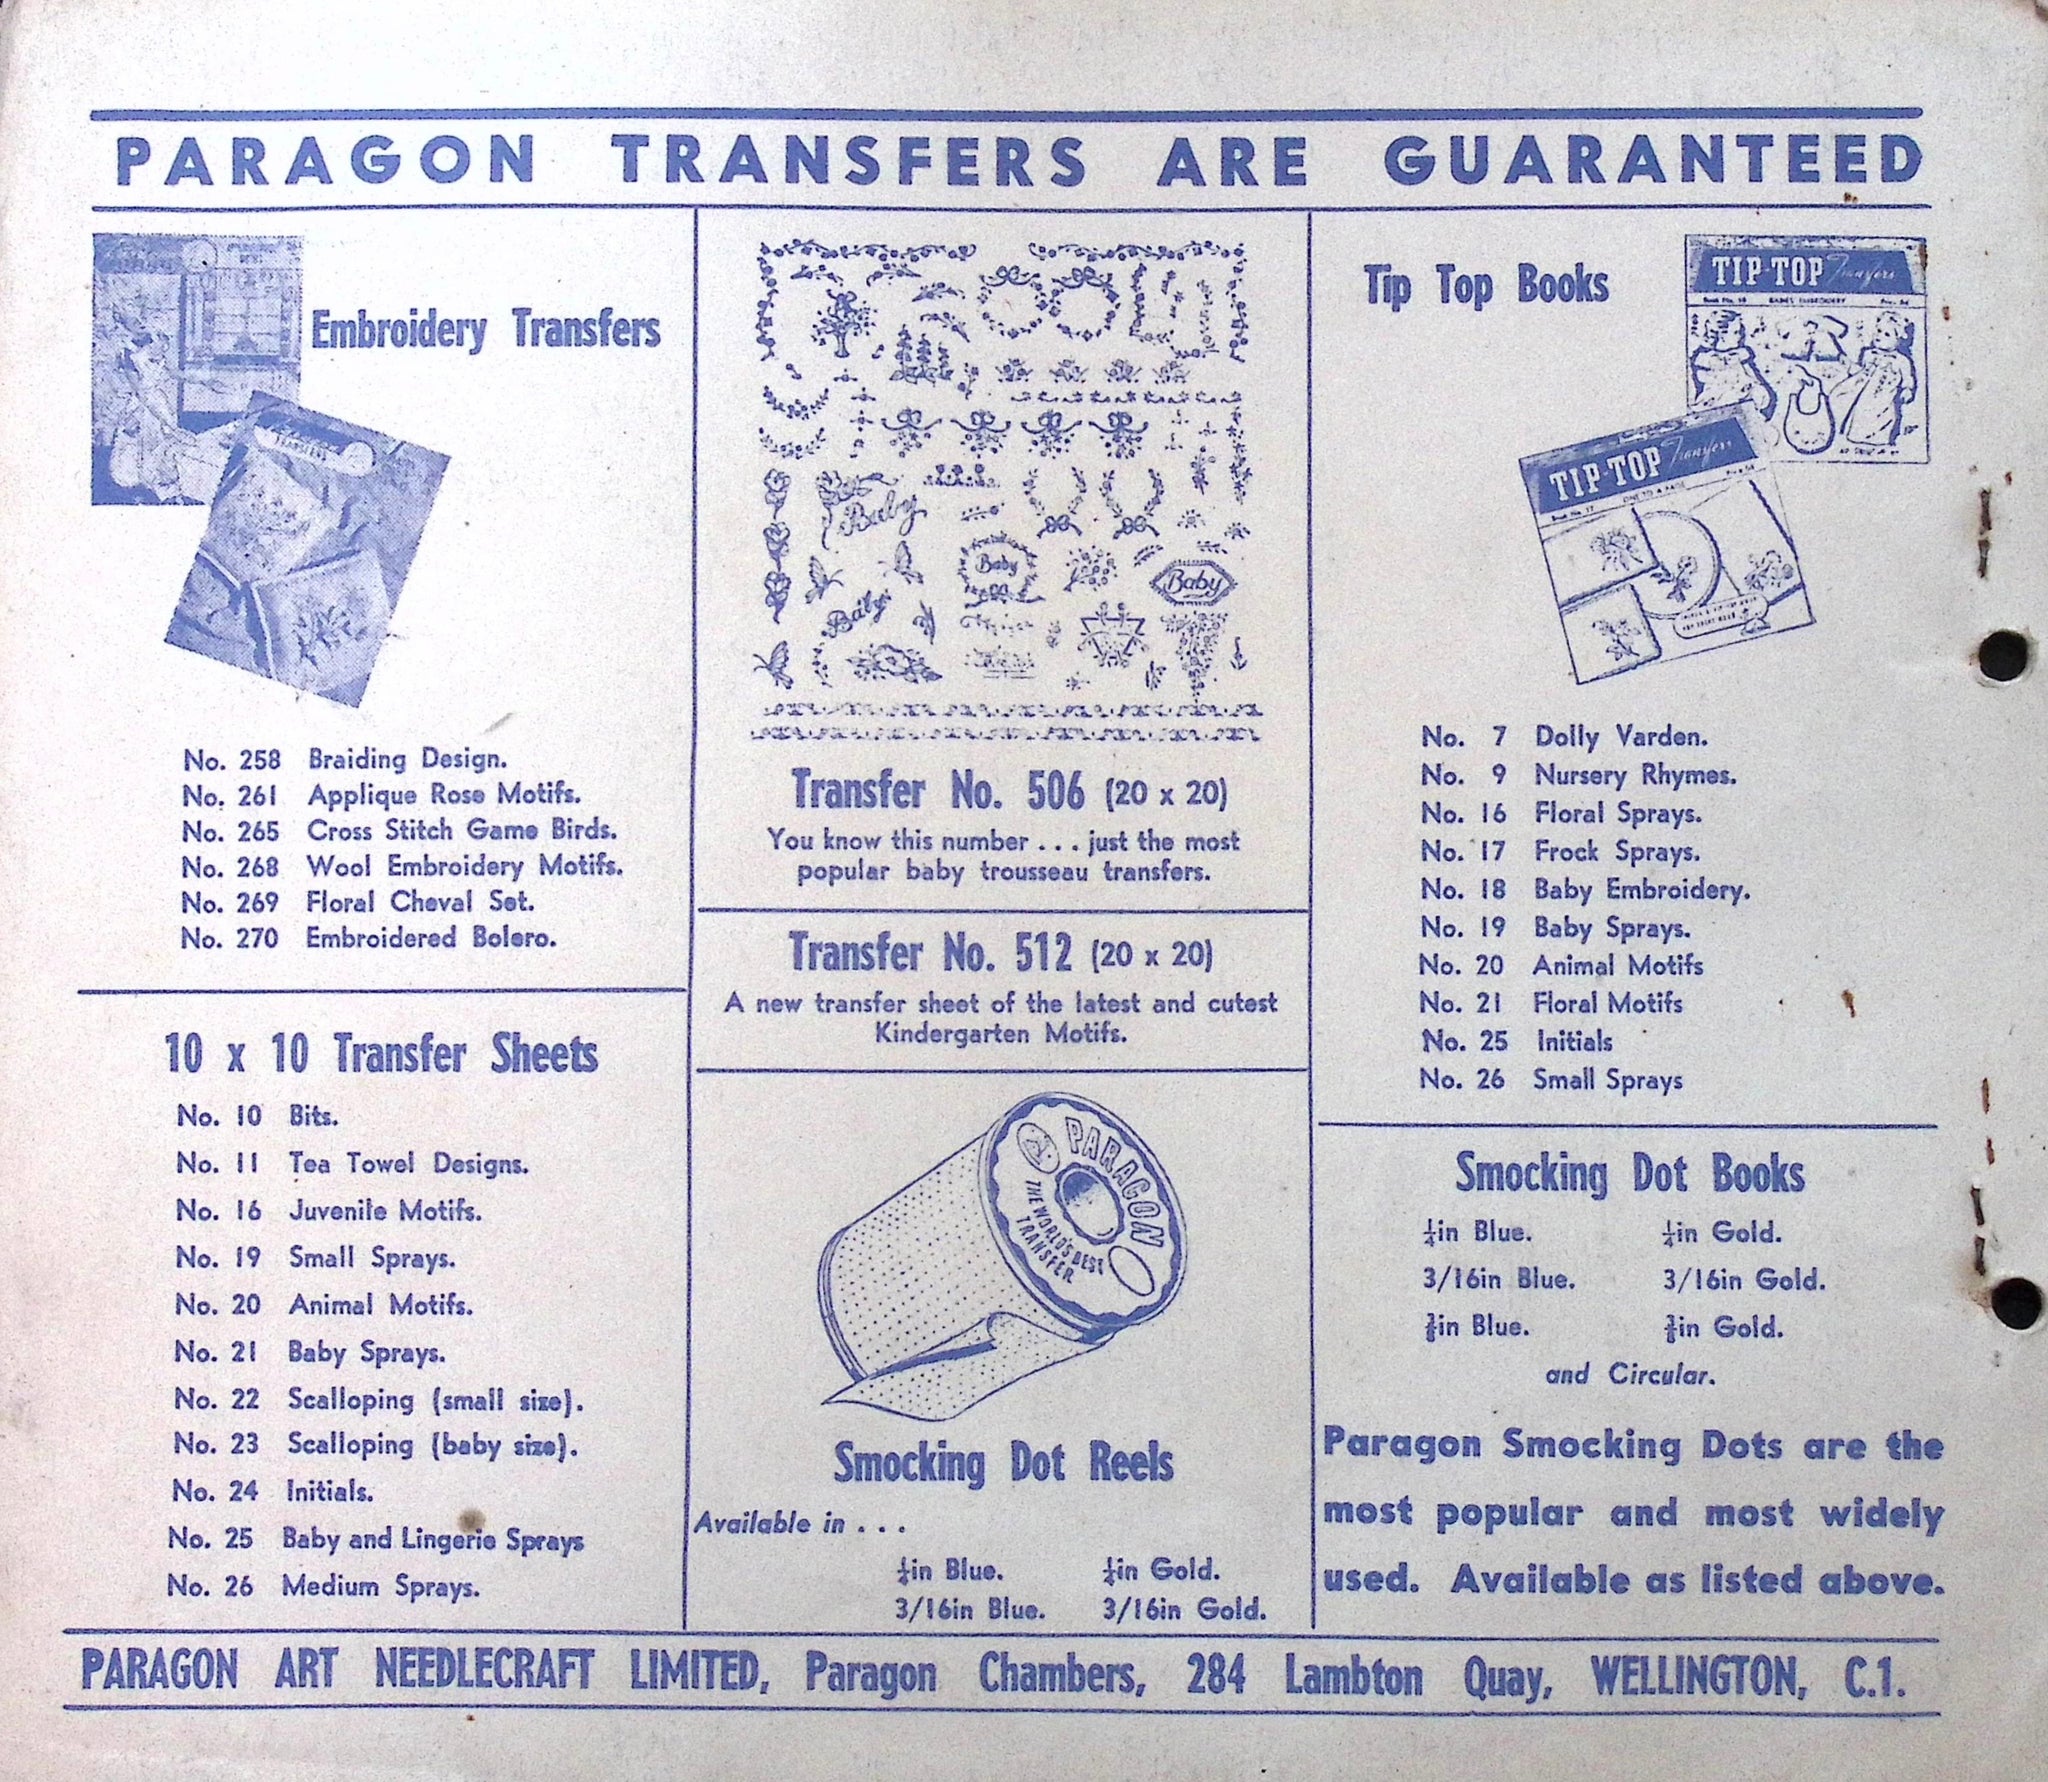 PARAGON TRANSFERS ARE GUARANTEED
Embroidery Transfers
TRANSFERS
No. 258 Braiding Design.
No. 261 Applique Rose Motifs.
No. 265 Cross Stitch Game Birds.
No. 268 Wool Embroidery Motifs.
No. 269 Floral Cheval Set.
No. 270 Embroidered Bolero.
10 x 10 Transfer Sheets
No. 10 Bits.
No. 11 Tea Towel Designs.
No. 16 Juvenile Motifs.
No. 19 Small Sprays.
No. 20 Animal Motifs.
No. 21 Baby Sprays.
No. 22 Scalloping (small size).
No. 23 Scalloping (baby size).
No. 24 Initials.
No. 25 Baby and Lingerie Sprays
No. 26 Medium Sprays.
Baby
Baby
Baby
Baby
Transfer No. 506 (20 x 20)
You know this number . . . just the most
popular baby trousseau transfers.
Transfer No. 512 (20 x 20)
A new transfer sheet of the latest and cutest
Kindergarten Motifs.
PARAGON
THE WORLD'S BEST
TRANSFER
Smocking Dot Reels
Available in . . .
¼in Blue. ¼in Gold.
3/16in Blue. 3/16in Gold.
Tip Top Books
TIP-TOP Transfers
BABIES EMBROIDERY
TIP-TOP Transfers
Book No. 17
No. 7 Dolly Varden.
No. 9 Nursery Rhymes.
No. 16 Floral Sprays.
No. 17 Frock Sprays.
No. 18 Baby Embroidery.
No. 19 Baby Sprays.
No. 20 Animal Motifs
No. 21 Floral Motifs
No. 25 Initials
No. 26 Small Sprays
Smocking Dot Books
¼in Blue. ¼in Gold.
3/16in Blue. 3/16in Gold.
⅜in Blue. ⅜in Gold.
and Circular.
Paragon Smocking Dots are the
most popular and most widely
used. Available as listed above.
PARAGON ART NEEDLECRAFT LIMITED, Paragon Chambers, 284 Lambton Quay, WELLINGTON, C.1.